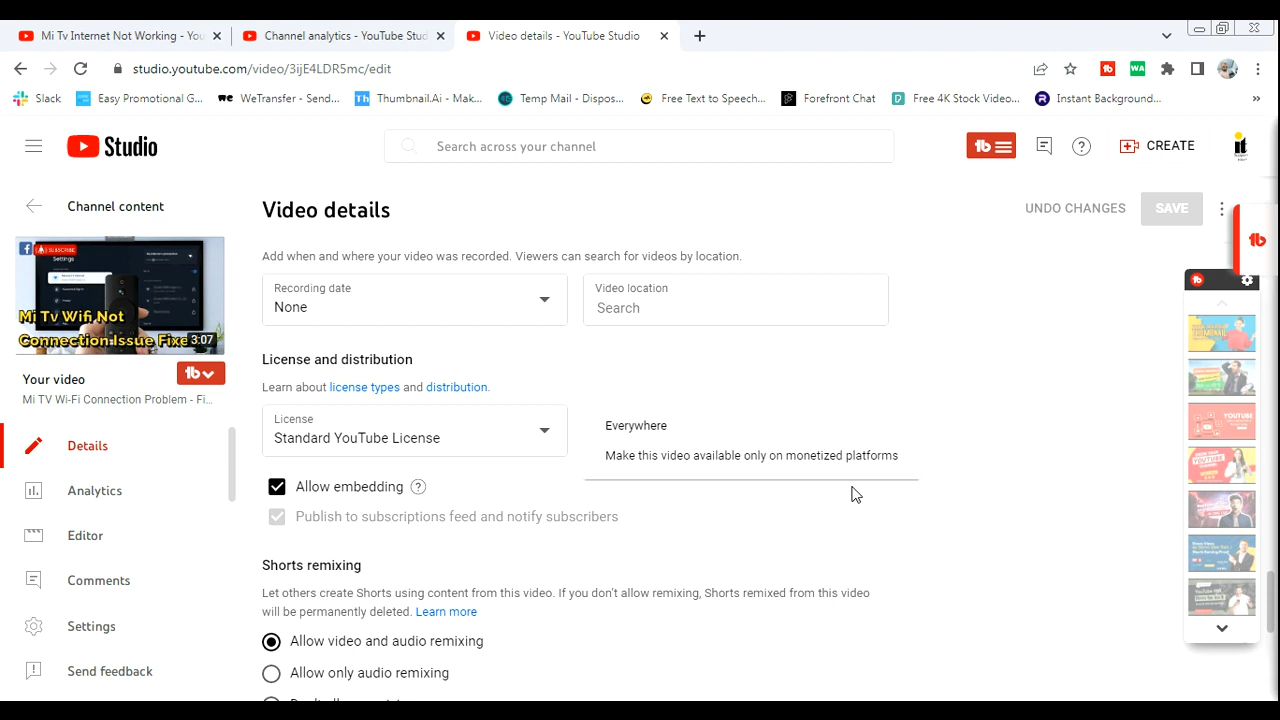 Mi Tv Internet Not Working - You
Channel analytics - YouTube Stud
Video details - YouTube Studio
studio.youtube.com/video/3ijE4LDR5mc/edit
Slack
Easy Promotional G...
WeTransfer - Send...
Thumbnail.Ai - Mak...
Temp Mail - Dispos...
Free Text to Speech...
Forefront Chat
Free 4K Stock Video...
Instant Background...
»
Studio
Search across your channel
CREATE
Channel content
Video details
UNDO CHANGES
SAVE
Add when and where your video was recorded. Viewers can search for videos by location.
SUBSCRIBE
Settings
Mi Tv Wifi Not
Connection Issue Fixe
3:07
Recording date
None
Video location
Search
License and distribution
Learn about license types and distribution.
Your video
Mi TV Wi-Fi Connection Problem - Fi...
License
Standard YouTube License
Everywhere
Make this video available only on monetized platforms
Allow embedding
Publish to subscriptions feed and notify subscribers
Details
Analytics
Editor
Comments
Settings
Send feedback
Shorts remixing
Let others create Shorts using content from this video. If you don't allow remixing, Shorts remixed from this video
will be permanently deleted. Learn more
Allow video and audio remixing
Allow only audio remixing